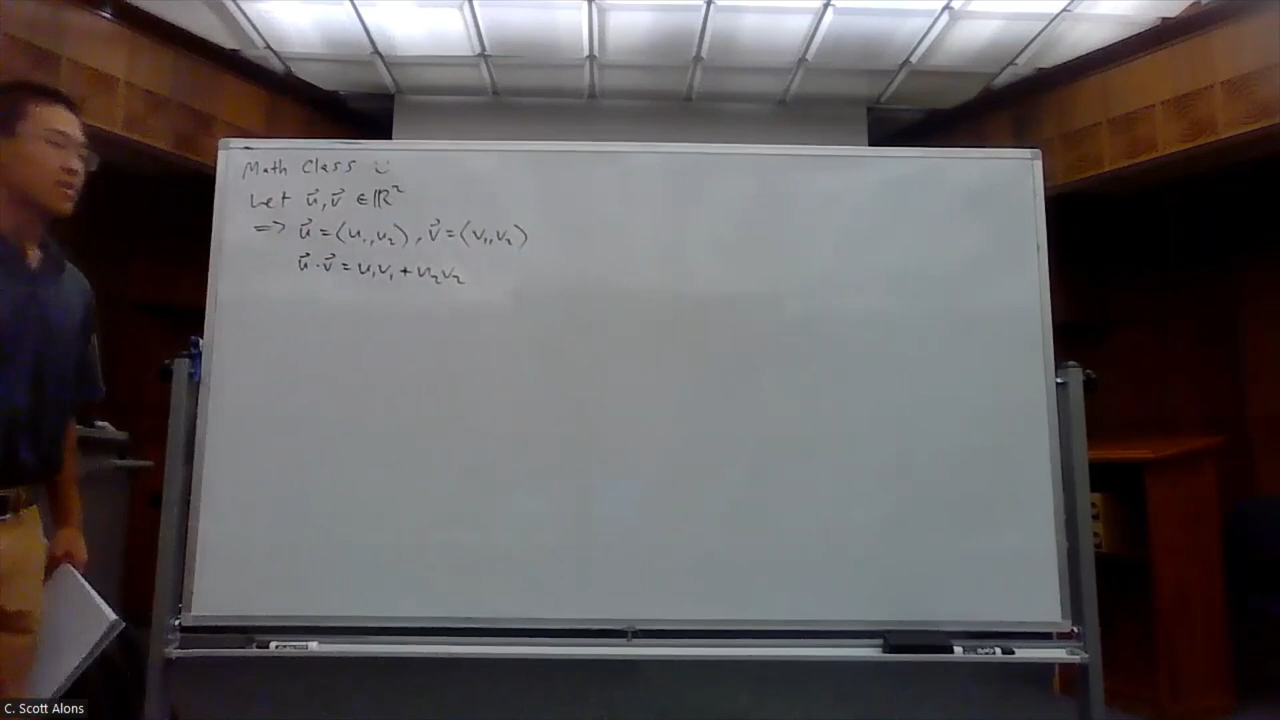 Math Class ☺
Let u⃗, v⃗ ∈ ℝ²
=> u⃗ = ⟨u₁, u₂⟩, v⃗ = ⟨v₁, v₂⟩
u⃗ · v⃗ = u₁v₁ + u₂v₂
C. Scott Alons